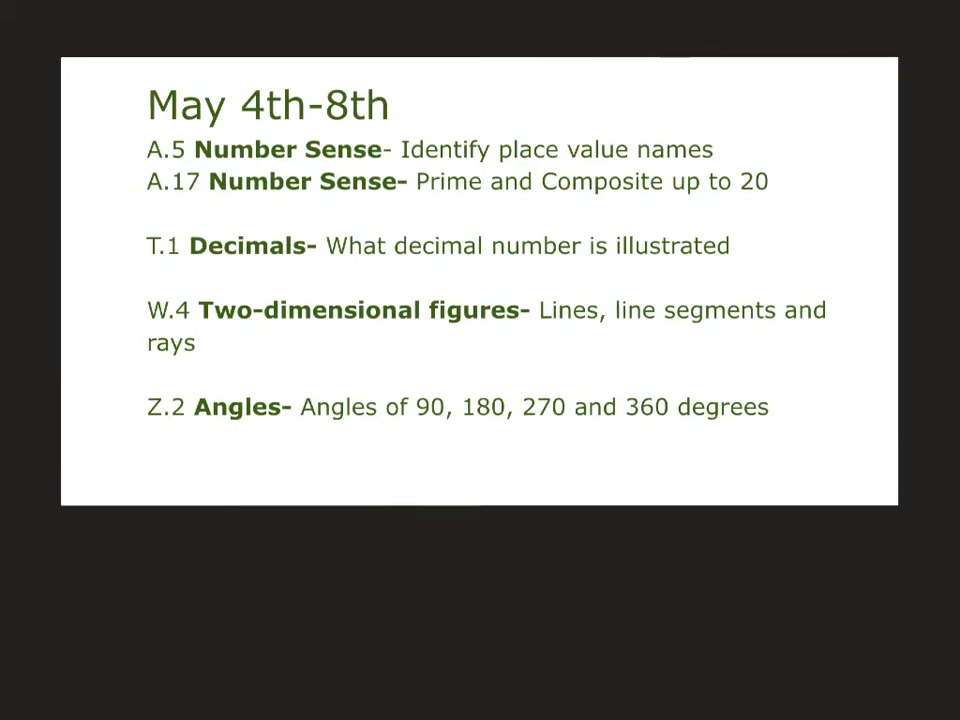 May 4th-8th
A.5 Number Sense- Identify place value names
A.17 Number Sense- Prime and Composite up to 20
T.1 Decimals- What decimal number is illustrated
W.4 Two-dimensional figures- Lines, line segments and
rays
Z.2 Angles- Angles of 90, 180, 270 and 360 degrees